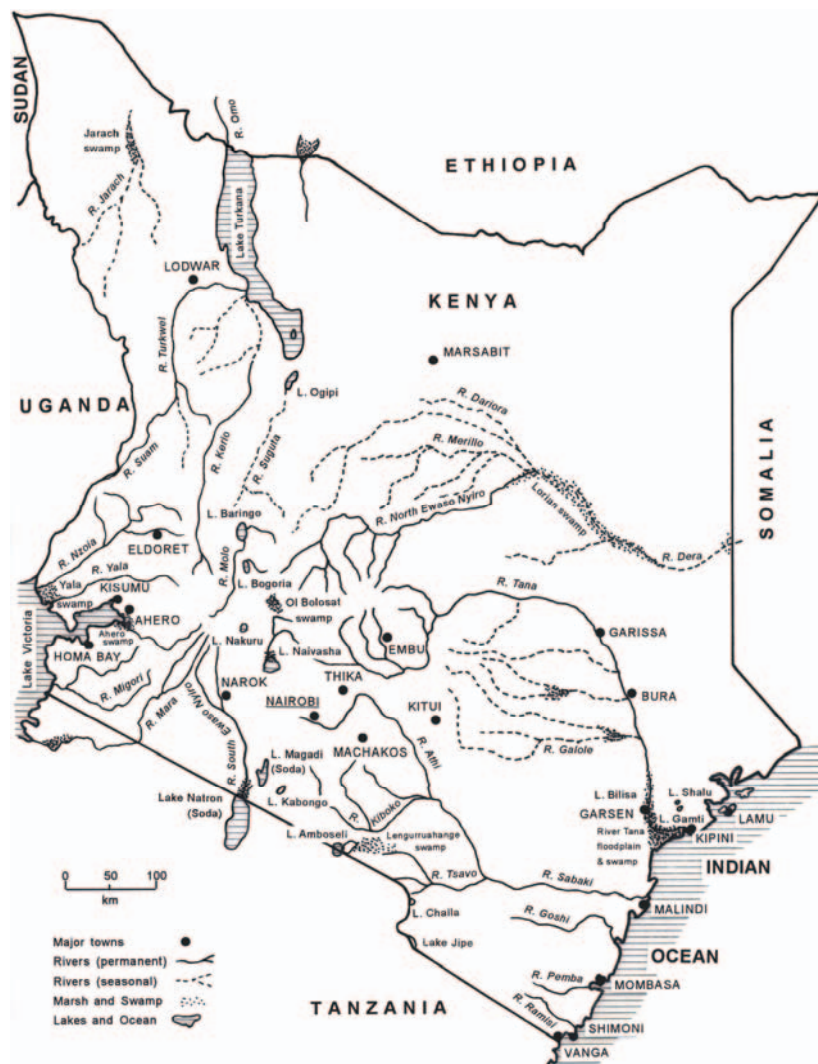 SUDAN
R. Omo
Jarach
swamp
ETHIOPIA
R. Jarach
Lake Turkana
LODWAR
KENYA
R. Turkwol
MARSABIT
L. Ogipi
UGANDA
R. Dariora
R. Merillo
R. Kerio
R. Suguta
R. Suam
SOMALIA
Lorian swamp
R. North Ewaso Nyiro
L. Baringo
R. Nzoia
ELDORET
R. Dera
R. Molo
R. Yala
L. Bogoria
R. Tana
Yala
swamp
KISUMU
Ol Bolosat
swamp
AHERO
Ahero
swamp
L. Nakuru
EMBU
GARISSA
Lake Victoria
HOMA BAY
L. Naivasha
R. Migori
NAROK
THIKA
BURA
R. Mara
R. South Ewaso Nyiro
NAIROBI
KITUI
MACHAKOS
R. Athi
R. Galole
L. Magadi
(Soda)
L. Bilisa
L. Shalu
Lake Natron
(Soda)
L. Kabongo
R. Kiboko
GARSEN
L. Gamti
LAMU
L. Amboseli
Lengurruahange
swamp
River Tana
floodplain
& swamp
KIPINI
INDIAN
0 50 100
km
R. Tsavo
R. Sabaki
L. Challa
MALINDI
R. Goshi
Major towns
Lake Jipe
OCEAN
Rivers (permanent)
Rivers (seasonal)
R. Pemba
MOMBASA
Marsh and Swamp
TANZANIA
R. Ramisi
Lakes and Ocean
SHIMONI
VANGA